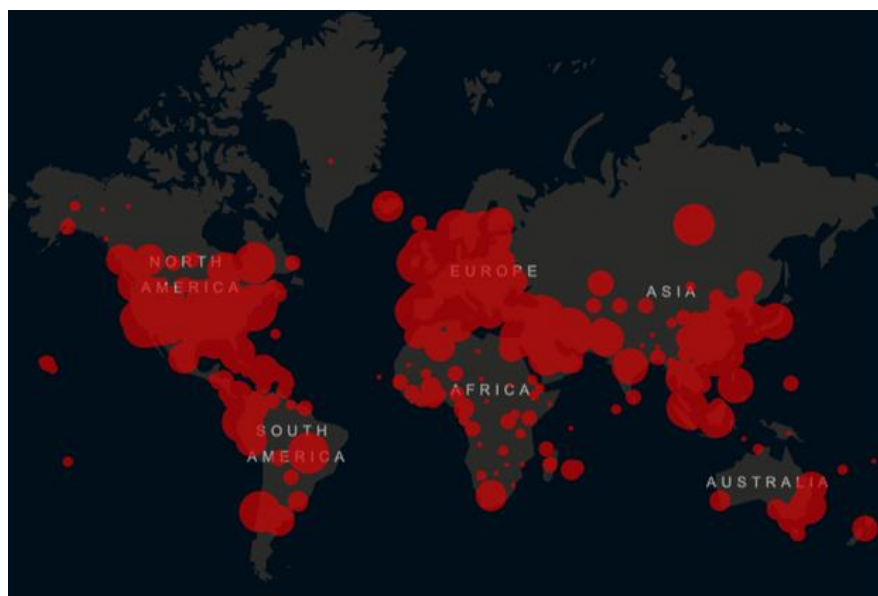 NORTH
AMERICA
EUROPE
ASIA
AFRICA
SOUTH
AMERICA
AUSTRALIA